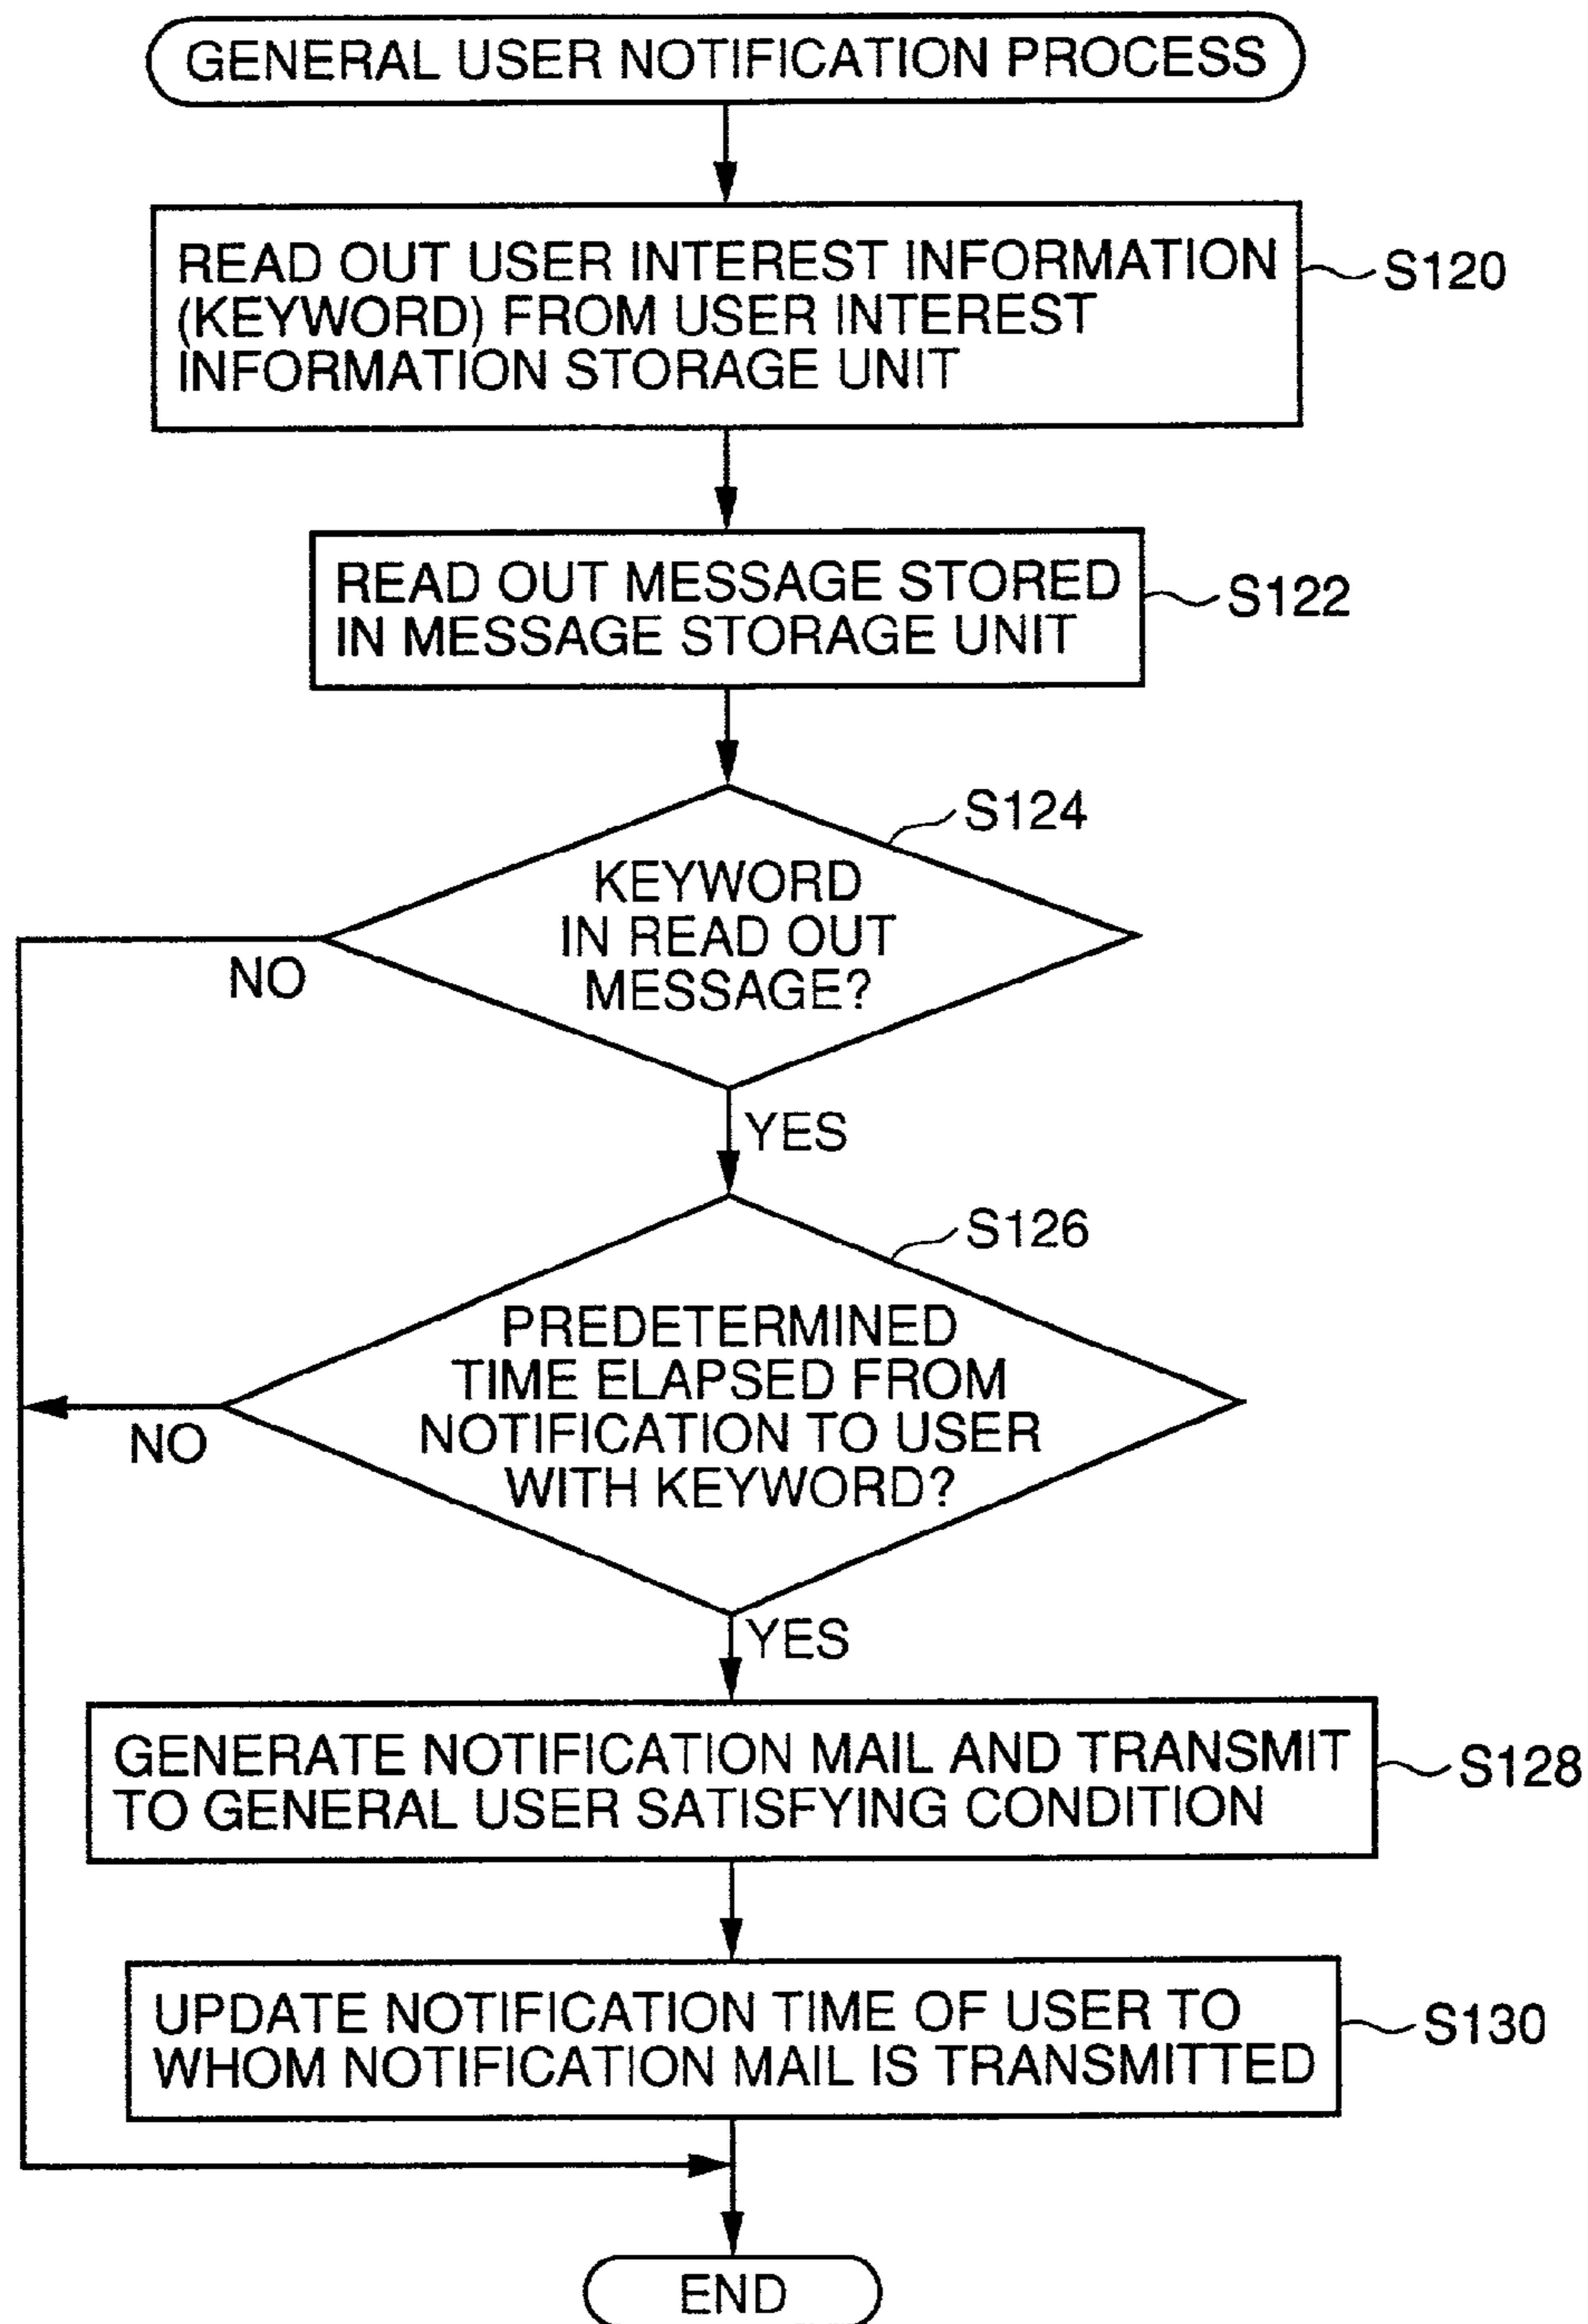 GENERAL USER NOTIFICATION PROCESS
READ OUT USER INTEREST INFORMATION
(KEYWORD) FROM USER INTEREST
INFORMATION STORAGE UNIT
S120
READ OUT MESSAGE STORED
IN MESSAGE STORAGE UNIT
S122
S124
KEYWORD
IN READ OUT
MESSAGE?
NO
YES
S126
PREDETERMINED
TIME ELAPSED FROM
NOTIFICATION TO USER
WITH KEYWORD?
NO
YES
GENERATE NOTIFICATION MAIL AND TRANSMIT
TO GENERAL USER SATISFYING CONDITION
S128
UPDATE NOTIFICATION TIME OF USER TO
WHOM NOTIFICATION MAIL IS TRANSMITTED
S130
END